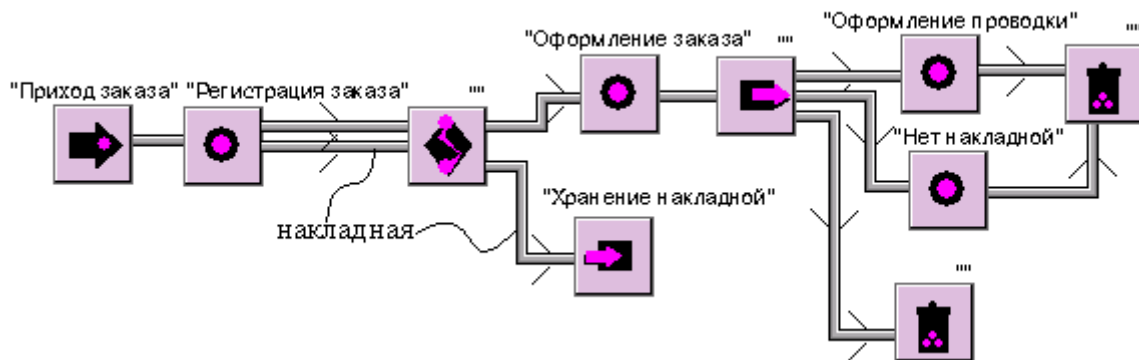 "Оформление проводки"
""
"Оформление заказа"
""
"Приход заказа"
"Регистрация заказа"
""
"Нет накладной"
"Хранение накладной"
накладная
""